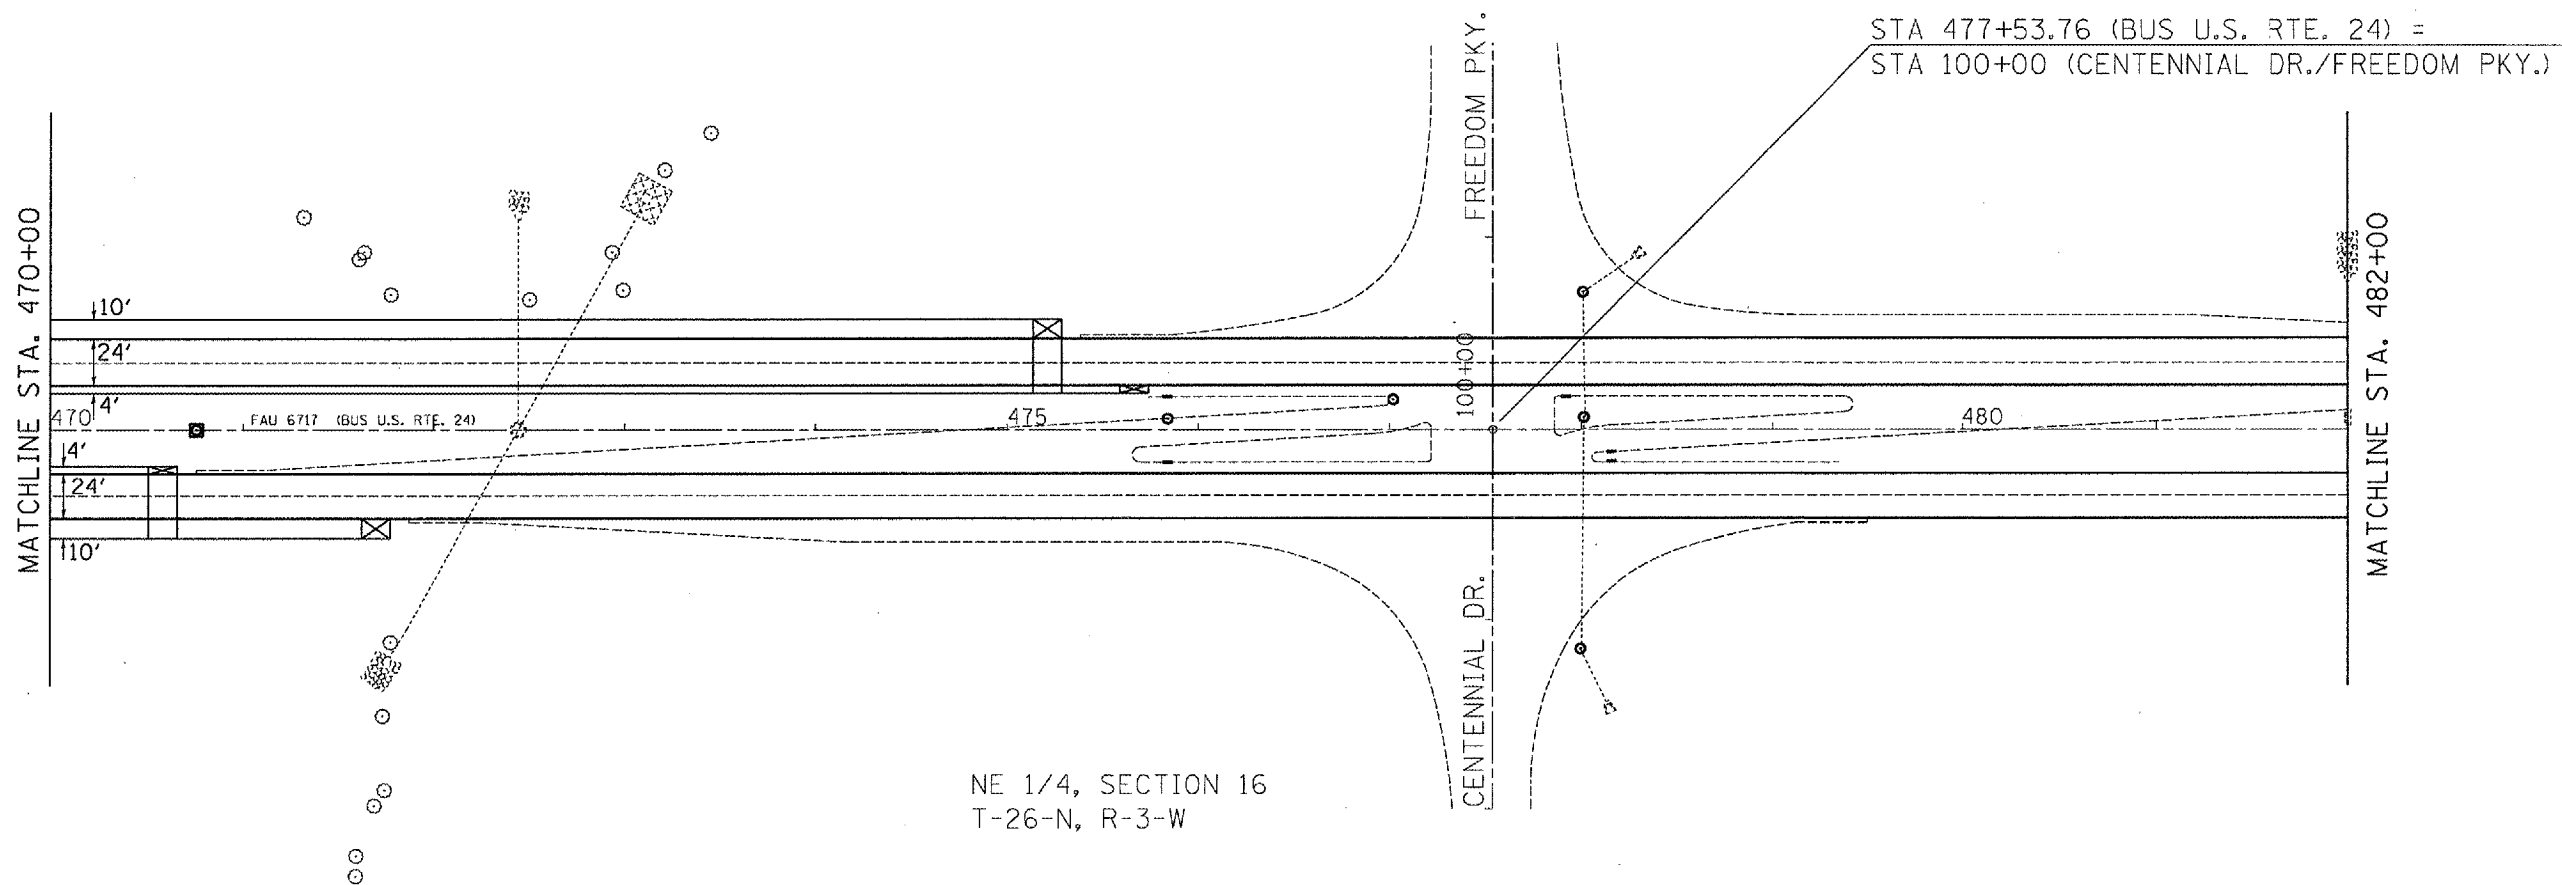 STA 477+53.76 (BUS U.S. RTE. 24) =
STA 100+00 (CENTENNIAL DR./FREEDOM PKY.)
FREEDOM PKY.
MATCHLINE STA. 470+00
MATCHLINE STA. 482+00
10'
24'
4'
100+00
470
FAU 6717 (BUS U.S. RTE. 24)
475
480
4'
24'
10'
CENTENNIAL DR.
NE 1/4, SECTION 16
T-26-N, R-3-W